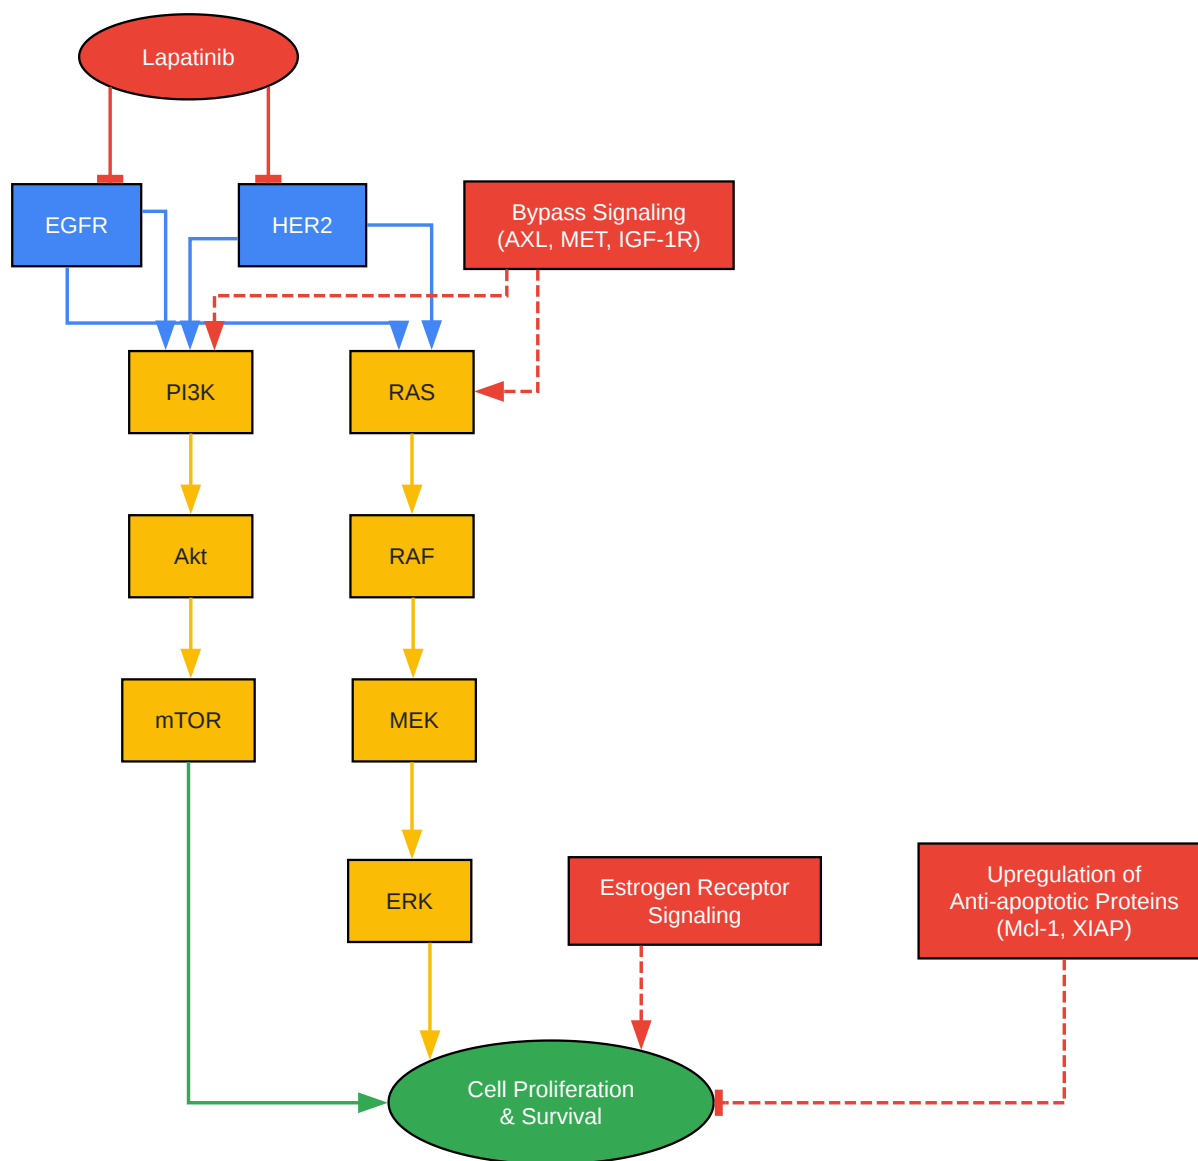 Lapatinib
EGFR
HER2
Bypass Signaling
(AXL, MET, IGF-1R)
PI3K
RAS
Akt
RAF
mTOR
MEK
ERK
Estrogen Receptor
Signaling
Upregulation of
Anti-apoptotic Proteins
(Mcl-1, XIAP)
Cell Proliferation
& Survival